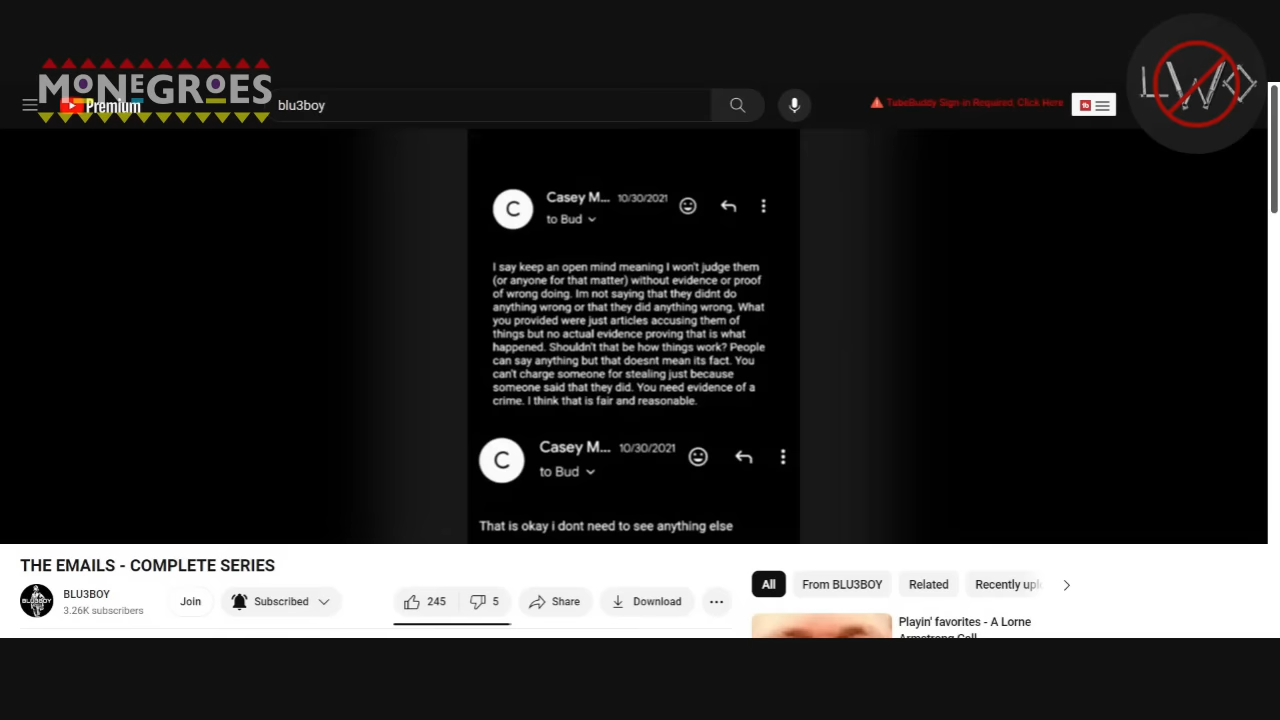 MONEGROES
LWO
Premium
blu3boy
TubeBuddy Sign-in Required. Click Here
tb
C
Casey M... 10/30/2021
to Bud
I say keep an open mind meaning I won't judge them
(or anyone for that matter) without evidence or proof
of wrong doing. Im not saying that they didnt do
anything wrong or that they did anything wrong. What
you provided were just articles accusing them of
things but no actual evidence proving that is what
happened. Shouldn't that be how things work? People
can say anything but that doesnt mean its fact. You
can't charge someone for stealing just because
someone said that they did. You need evidence of a
crime. I think that is fair and reasonable.
C
Casey M... 10/30/2021
to Bud
That is okay i dont need to see anything else
THE EMAILS - COMPLETE SERIES
BLU3BOY
BLU3BOY
3.26K subscribers
Join
Subscribed
245
5
Share
Download
All
From BLU3BOY
Related
Recently uplo
Playin' favorites - A Lorne
Armstrong Call